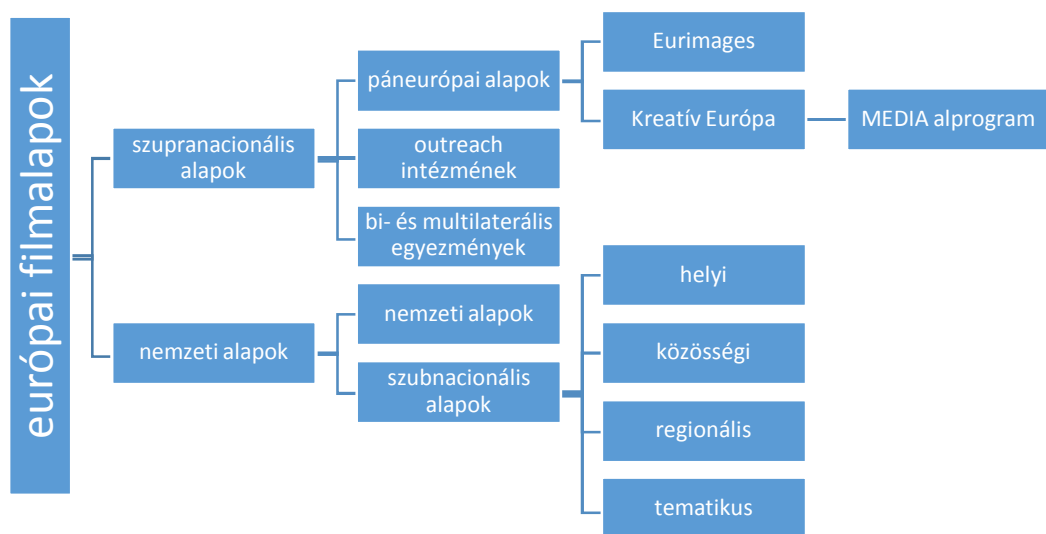 európai filmalapok
szupranacionális
alapok
páneurópai alapok
Eurimages
Kreatív Európa
MEDIA alprogram
outreach
intézmének
bi- és multilaterális
egyezmények
nemzeti alapok
nemzeti alapok
szubnacionális
alapok
helyi
közösségi
regionális
tematikus